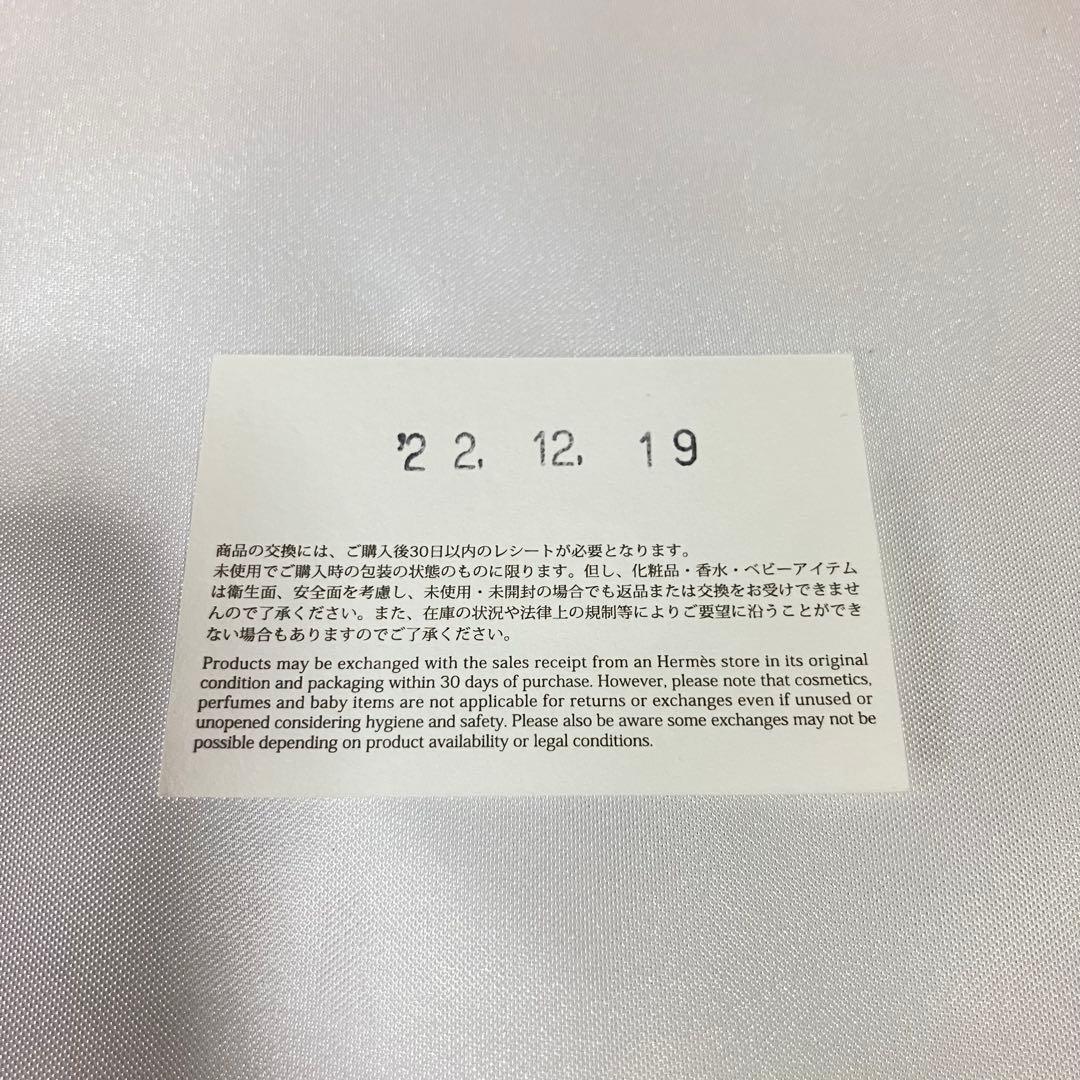 '22. 12. 19
商品の交換には、ご購入後30日以内のレシートが必要となります。
未使用でご購入時の包装の状態のものに限ります。但し、化粧品・香水・ベビーアイテム
は衛生面、安全面を考慮し、未使用・未開封の場合でも返品または交換をお受けできませ
んので了承ください。また、在庫の状況や法律上の規制等によりご要望に沿うことができ
ない場合もありますのでご了承ください。
Products may be exchanged with the sales receipt from an Hermès store in its original
condition and packaging within 30 days of purchase. However, please note that cosmetics,
perfumes and baby items are not applicable for returns or exchanges even if unused or
unopened considering hygiene and safety. Please also be aware some exchanges may not be
possible depending on product availability or legal conditions.